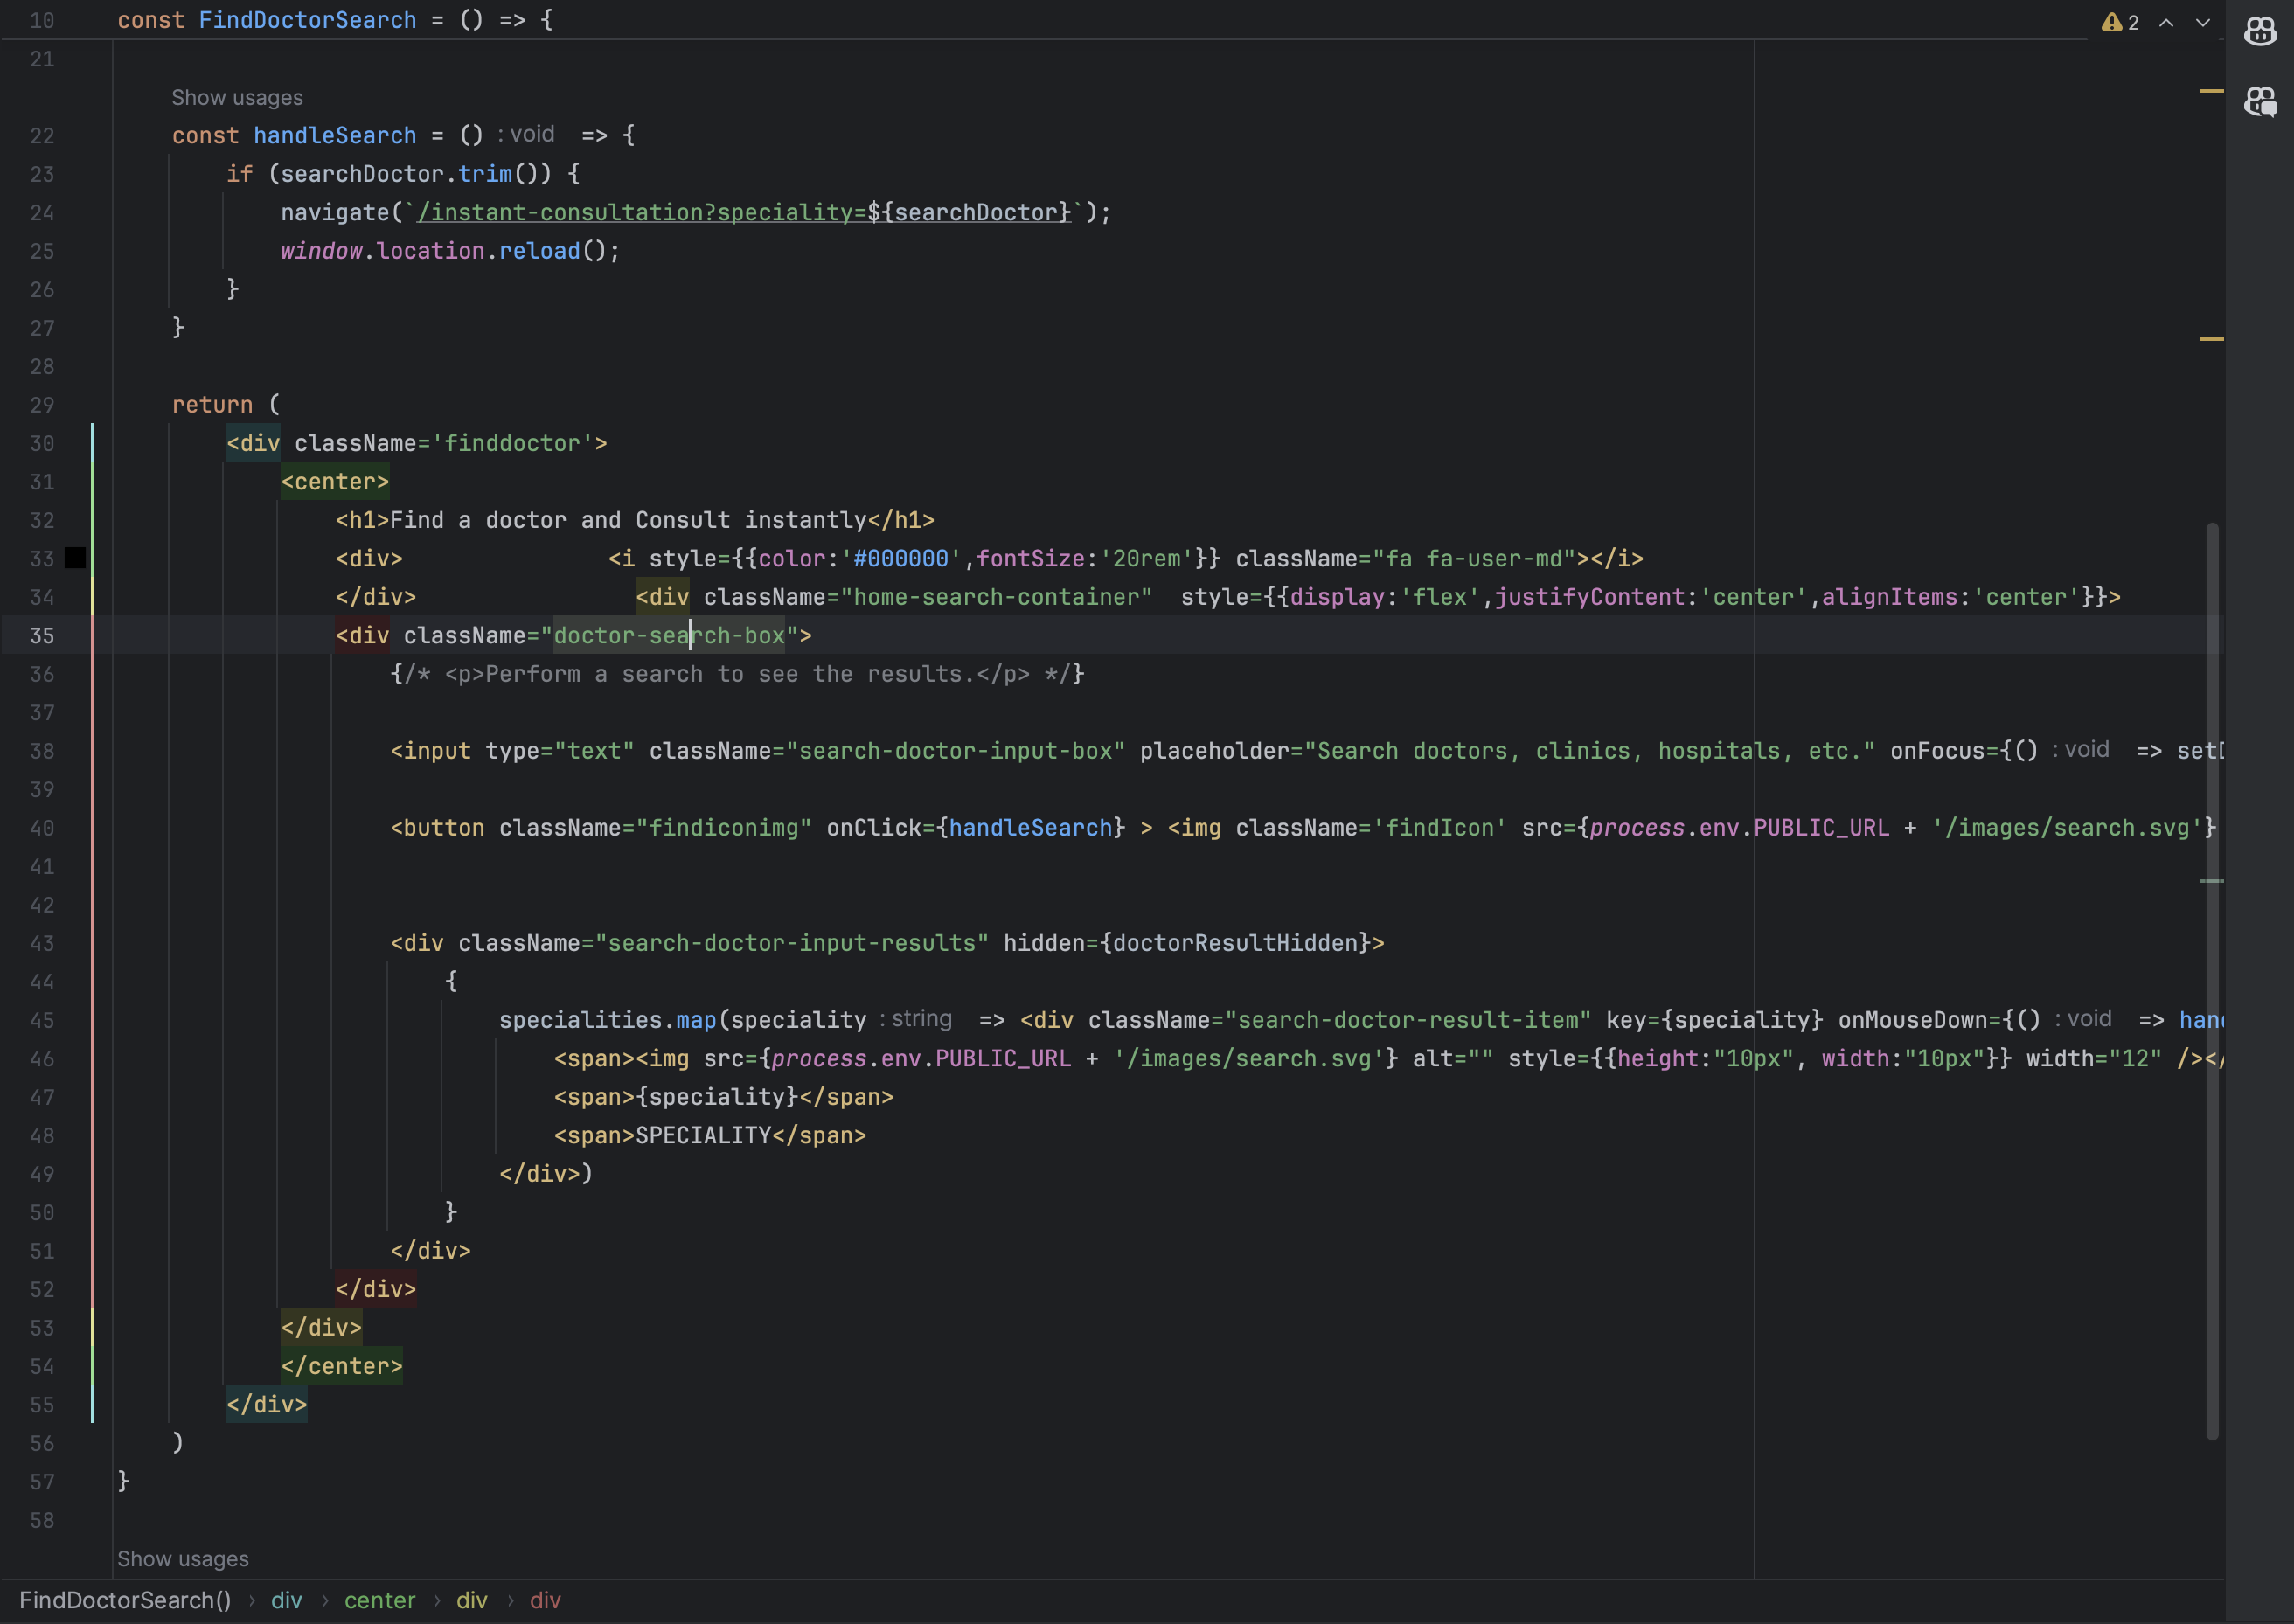 10 const FindDoctorSearch = () => {
2
21
Show usages
22 const handleSearch = () : void => {
23 if (searchDoctor.trim()) {
24 navigate(`/instant-consultation?speciality=${searchDoctor}`);
25 window.location.reload();
26 }
27 }
28
29 return (
30 <div className='finddoctor'>
31 <center>
32 <h1>Find a doctor and Consult instantly</h1>
33 <div> <i style={{color:'#000000',fontSize:'20rem'}} className="fa fa-user-md"></i>
34 </div> <div className="home-search-container" style={{display:'flex',justifyContent:'center',alignItems:'center'}}>
35 <div className="doctor-search-box">
36 {/* <p>Perform a search to see the results.</p> */}
37
38 <input type="text" className="search-doctor-input-box" placeholder="Search doctors, clinics, hospitals, etc." onFocus={() : void => set
39
40 <button className="findiconimg" onClick={handleSearch} > <img className='findIcon' src={process.env.PUBLIC_URL + '/images/search.svg'}
41
42
43 <div className="search-doctor-input-results" hidden={doctorResultHidden}>
44 {
45 specialities.map(speciality : string => <div className="search-doctor-result-item" key={speciality} onMouseDown={() : void => han
46 <span><img src={process.env.PUBLIC_URL + '/images/search.svg'} alt="" style={{height:"10px", width:"10px"}} width="12" /></
47 <span>{speciality}</span>
48 <span>SPECIALITY</span>
49 </div>)
50 }
51 </div>
52 </div>
53 </div>
54 </center>
55 </div>
56 )
57 }
58
Show usages
FindDoctorSearch() › div › center › div › div